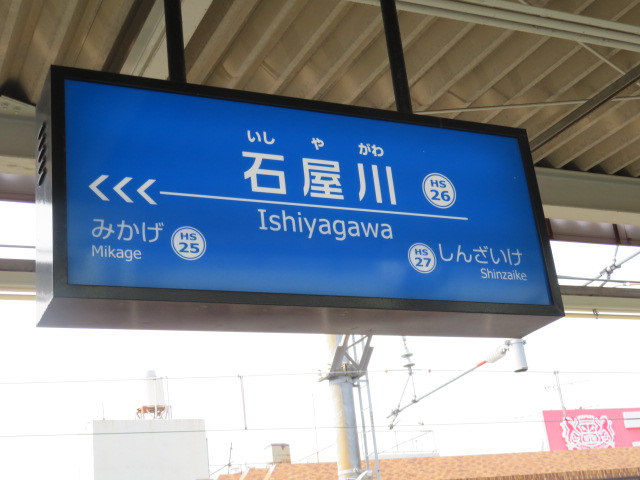 いし や がわ
石屋川
HS
26
Ishiyagawa
みかげ
Mikage
HS
25
HS
27
しんざいけ
Shinzaike